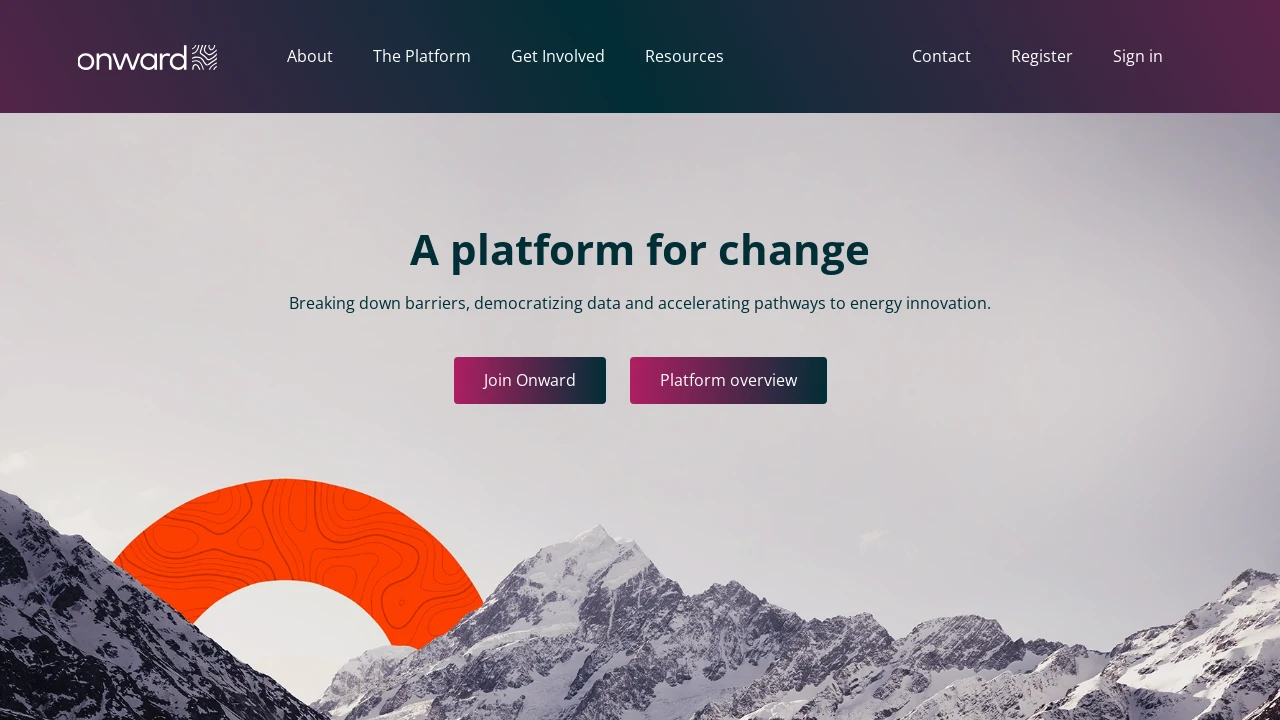 onward
About
The Platform
Get Involved
Resources
Contact
Register
Sign in
A platform for change
Breaking down barriers, democratizing data and accelerating pathways to energy innovation.
Join Onward
Platform overview